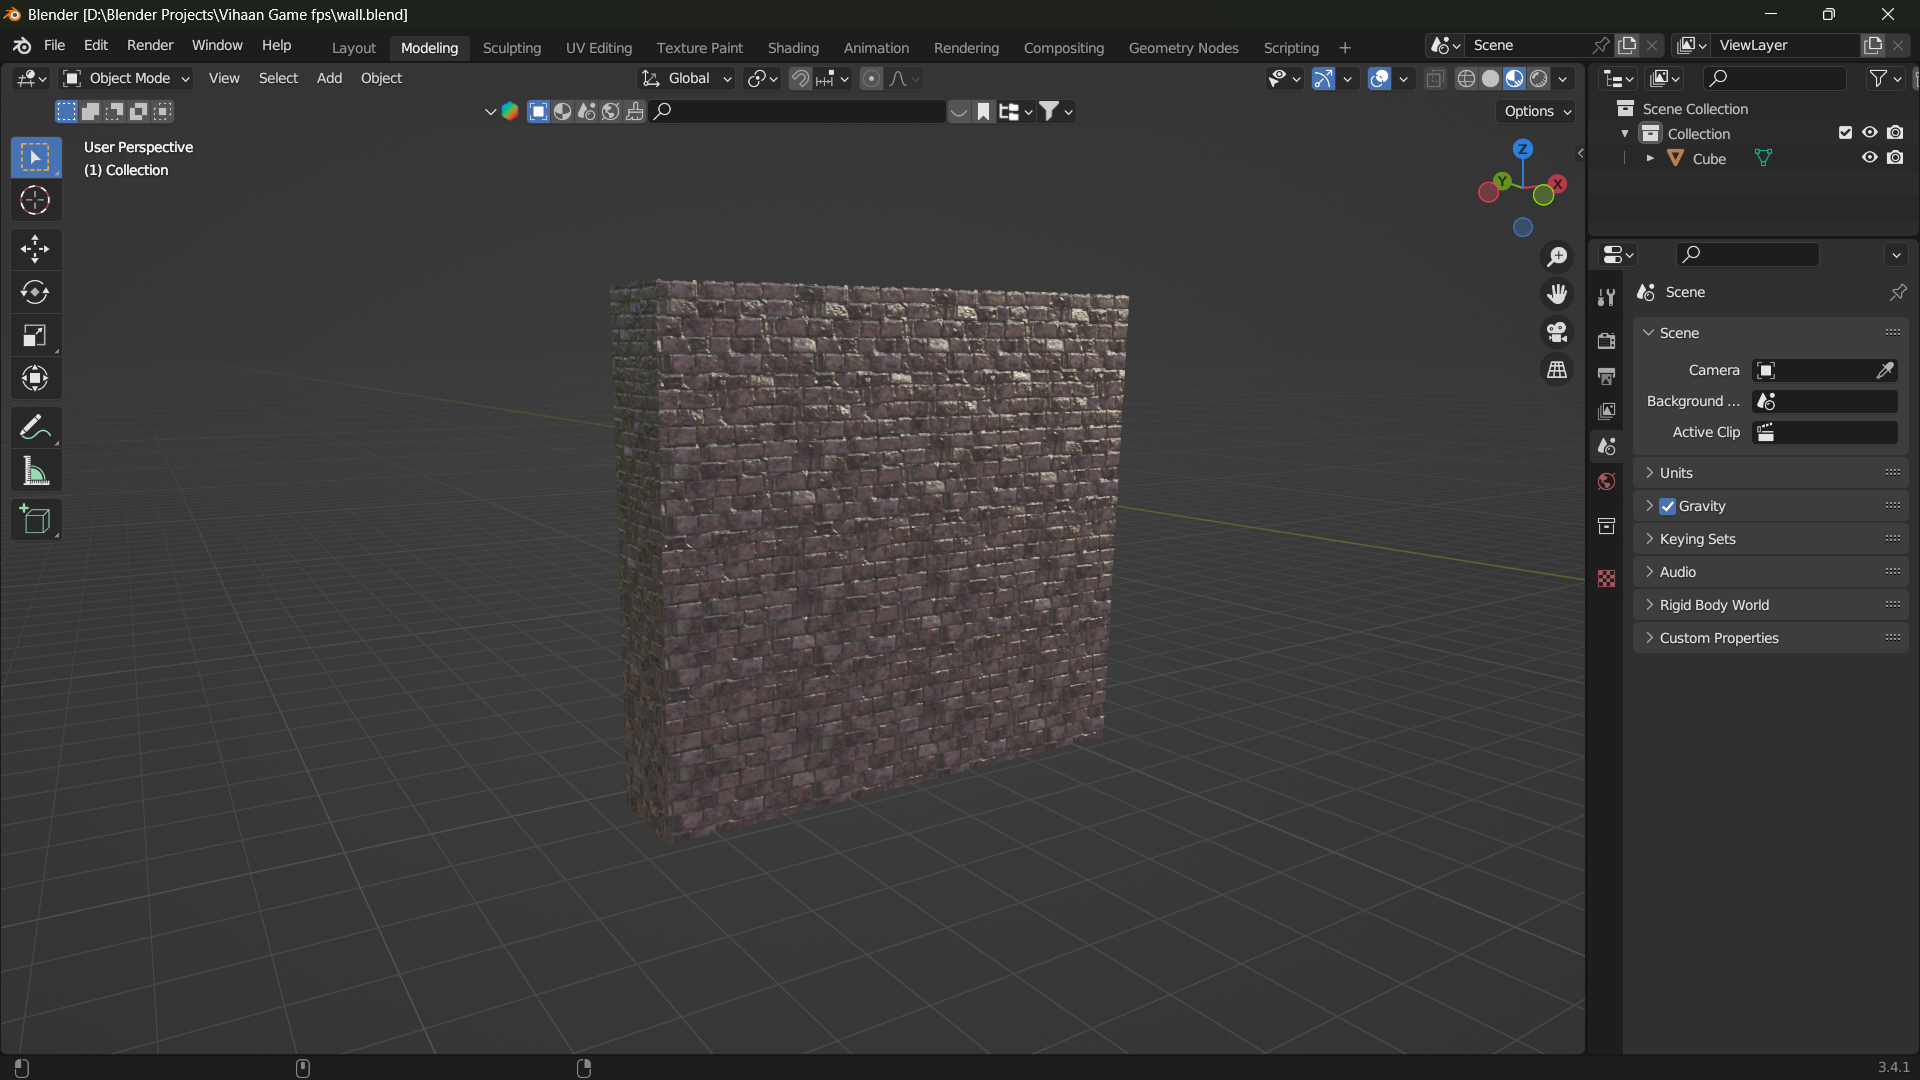 Blender [D:\Blender Projects\Vihaan Game fps\wall.blend]
File Edit Render Window Help Layout Modeling Sculpting UV Editing Texture Paint Shading Animation Rendering Compositing Geometry Nodes Scripting + Scene ViewLayer
Object Mode View Select Add Object Global
Options
User Perspective
(1) Collection
Z
Y
X
Scene Collection
Collection
Cube
Scene
Scene
Camera
Background ...
Active Clip
Units
Gravity
Keying Sets
Audio
Rigid Body World
Custom Properties
3.4.1